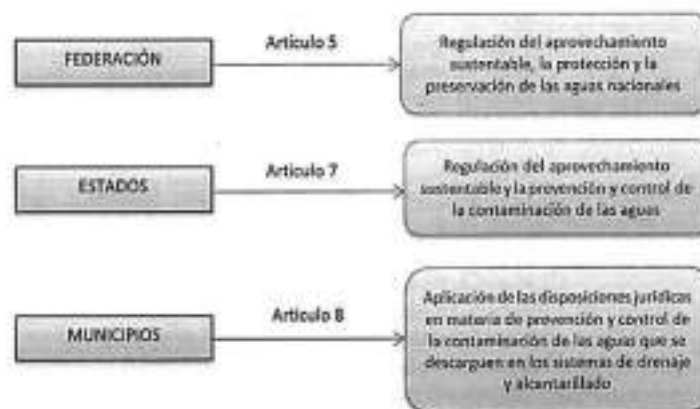 FEDERACIÓN
Artículo 5
Regulación del aprovechamiento
sustentable, la protección y la
preservación de las aguas nacionales
ESTADOS
Artículo 7
Regulación del aprovechamiento
sustentable y la prevención y control de
la contaminación de las aguas
MUNICIPIOS
Artículo 8
Aplicación de las disposiciones jurídicas
en materia de prevención y control de
la contaminación de las aguas que se
descarguen en los sistemas de drenaje
y alcantarillado